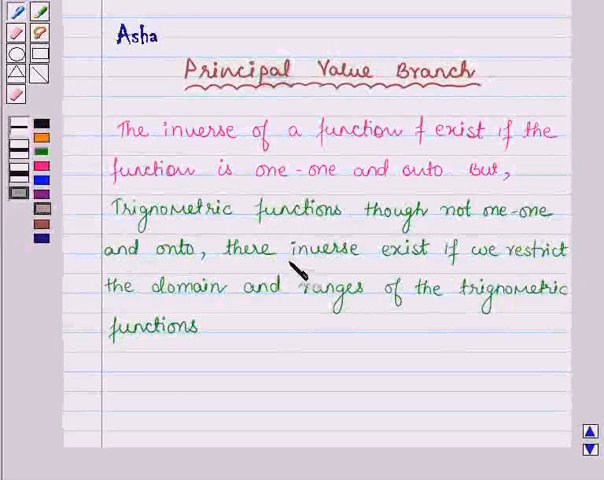 Asha
Principal Value Branch
The inverse of a function f exist if the
function is one-one and onto But,
Trignometric functions though not one-one
and onto, there inverse exist if we restrict
the domain and ranges of the trignometric
functions